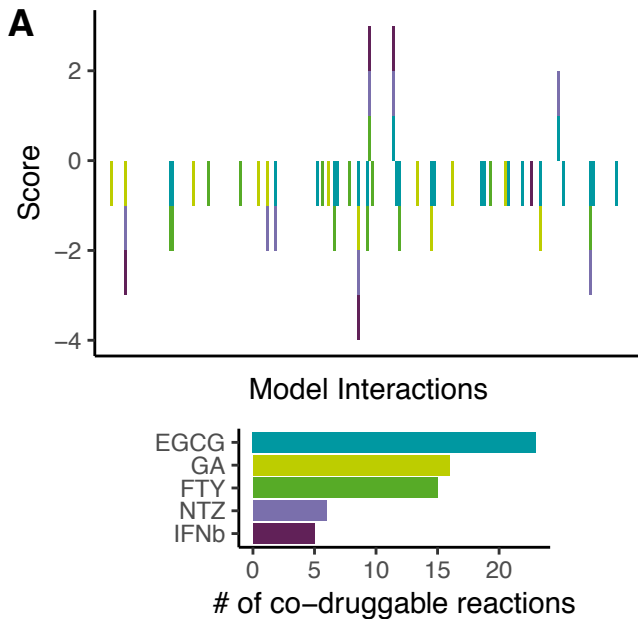 A
Score
2
0
−2
−4
Model Interactions
EGCG
GA
FTY
NTZ
IFNb
0 5 10 15 20
# of co−druggable reactions